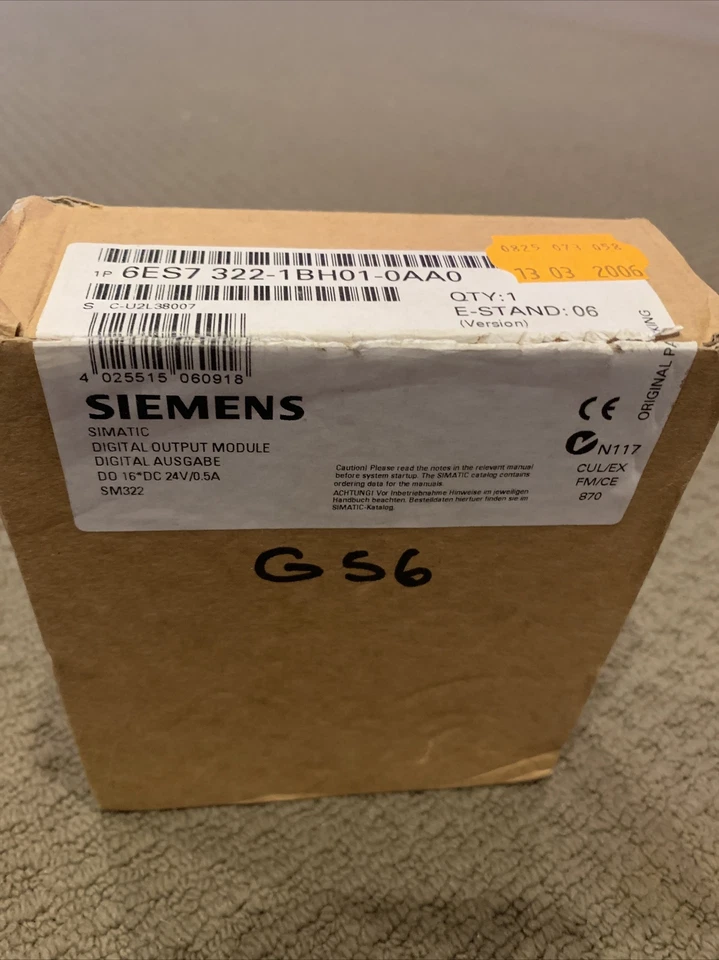 0825 073 058
13 03 2006
1P 6ES7 322-1BH01-0AA0
QTY:1
S C-U2L38007
E-STAND: 06
(Version)
4 025515 060918
ORIGINAL PACKING
SIEMENS
SIMATIC
DIGITAL OUTPUT MODULE
DIGITAL AUSGABE
DO 16*DC 24V/0.5A
SM322
Caution! Please read the notes in the relevant manual
before system startup. The SIMATIC catalog contains
ordering data for the manuals.
ACHTUNG! Vor Inbetriebnahme Hinweise im jeweiligen
Handbuch beachten. Bestelldaten hierfuer finden sie im
SIMATIC-Katalog.
CE
N117
CUL/EX
FM/CE
870
G56